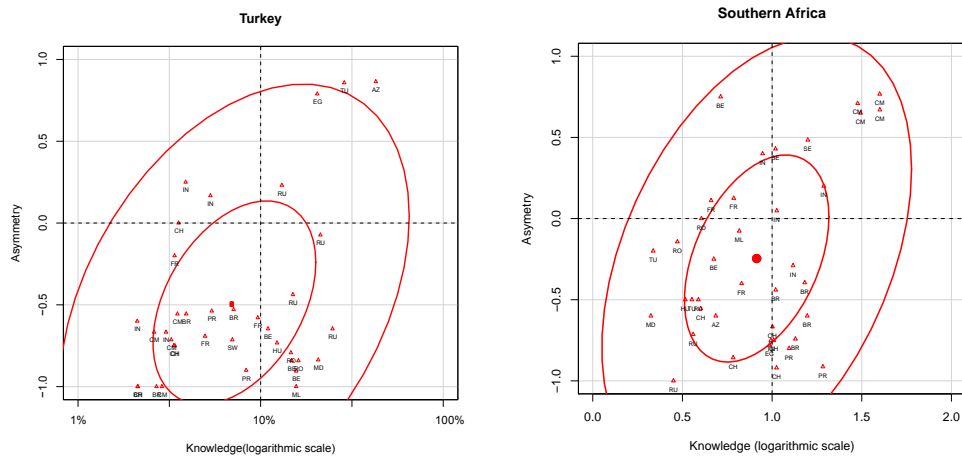 Turkey
Asymmetry
1.0
0.5
0.0
−0.5
−1.0
EG
TU
AZ
IN
IN
RU
CH
RU
FR
RU
IN
CM
BR
PR
BR
FR
BE
RU
CM
IN
FR
SW
HU
MD
PR
BE
ML
1%
10%
100%
Knowledge(logarithmic scale)
Southern Africa
Asymmetry
1.0
0.5
0.0
−0.5
−1.0
BE
CM
CM
CM
CM
SE
IN
IN
FR
FR
RO
IN
ML
RO
TU
BE
IN
FR
BR
BR
CH
MD
AZ
BR
RU
CH
EG
BR
PR
CH
CH
PR
RU
0.0
0.5
1.0
1.5
2.0
Knowledge (logarithmic scale)